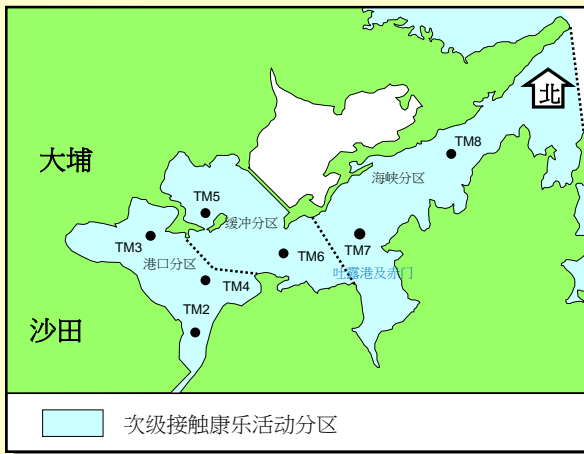 北
TM8
大埔
海峡分区
TM5
缓冲分区
TM3
TM7
TM6
港口分区
吐露港及赤门
TM4
TM2
沙田
次级接触康乐活动分区